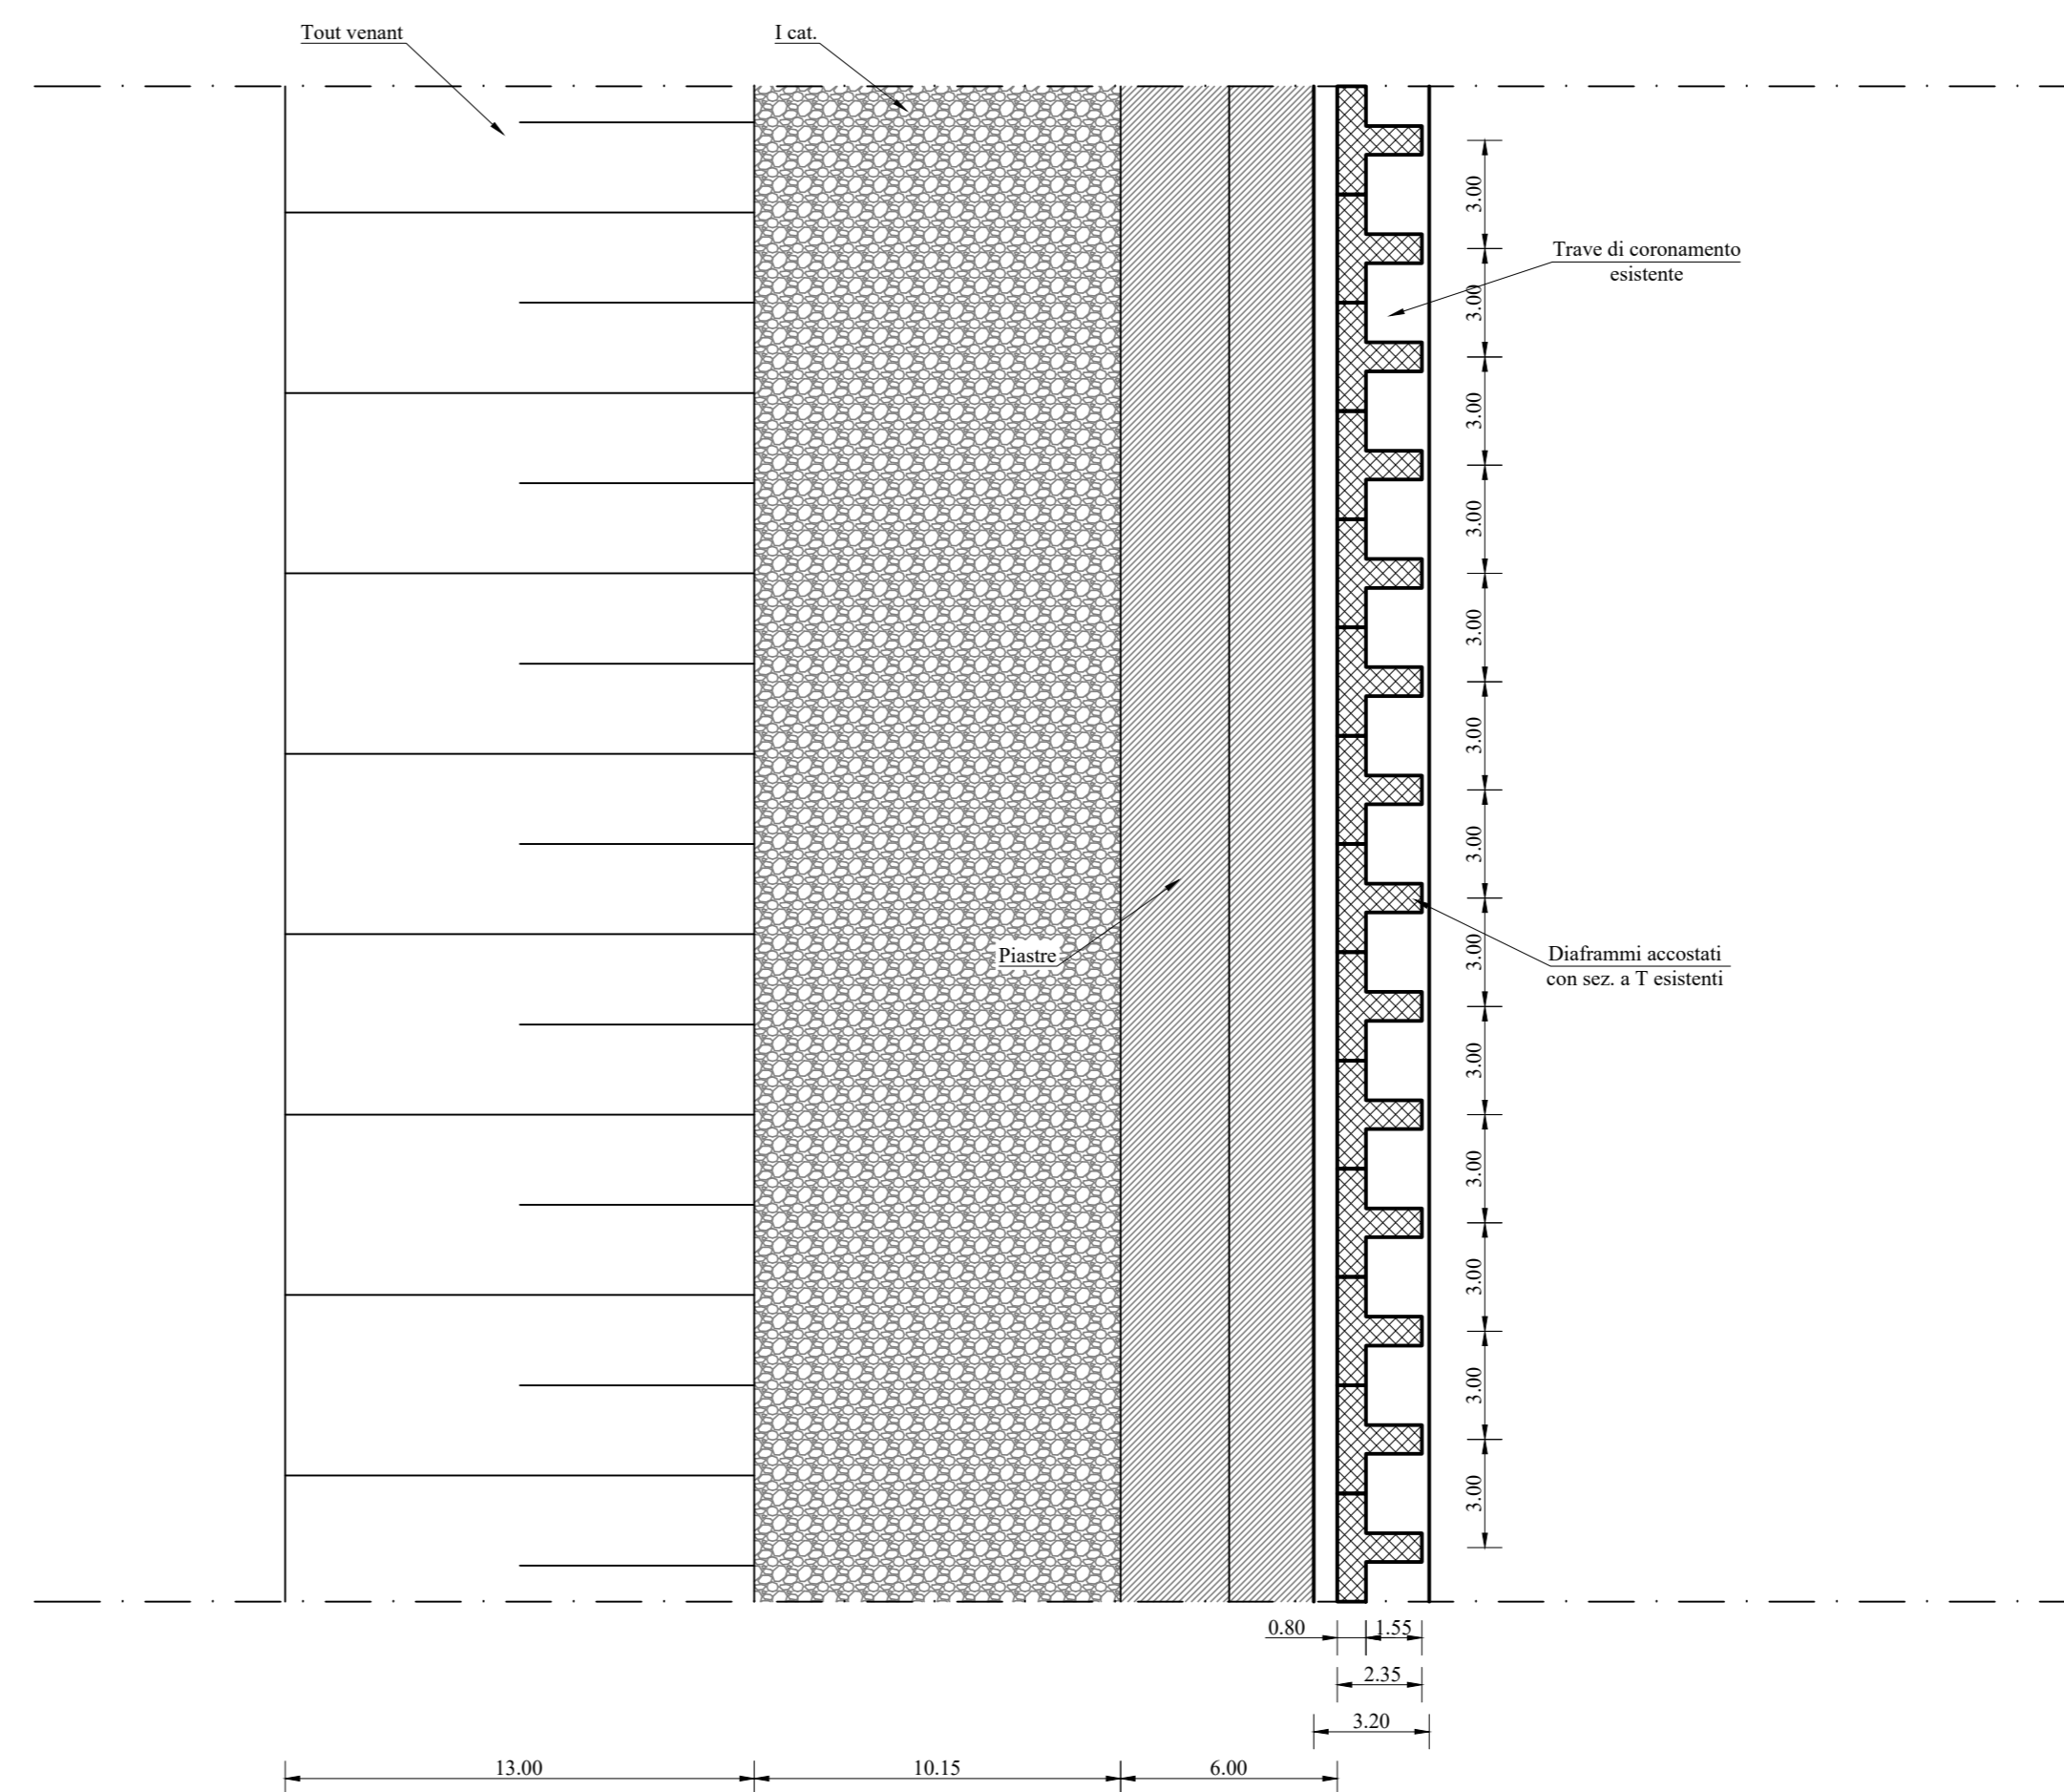 Tout venant
I cat.
3.00
Trave di coronamento
esistente
3.00
3.00
3.00
3.00
3.00
3.00
3.00
Piastre
Diaframmi accostati
con sez. a T esistenti
3.00
3.00
3.00
3.00
3.00
0.80
1.55
2.35
3.20
13.00
10.15
6.00